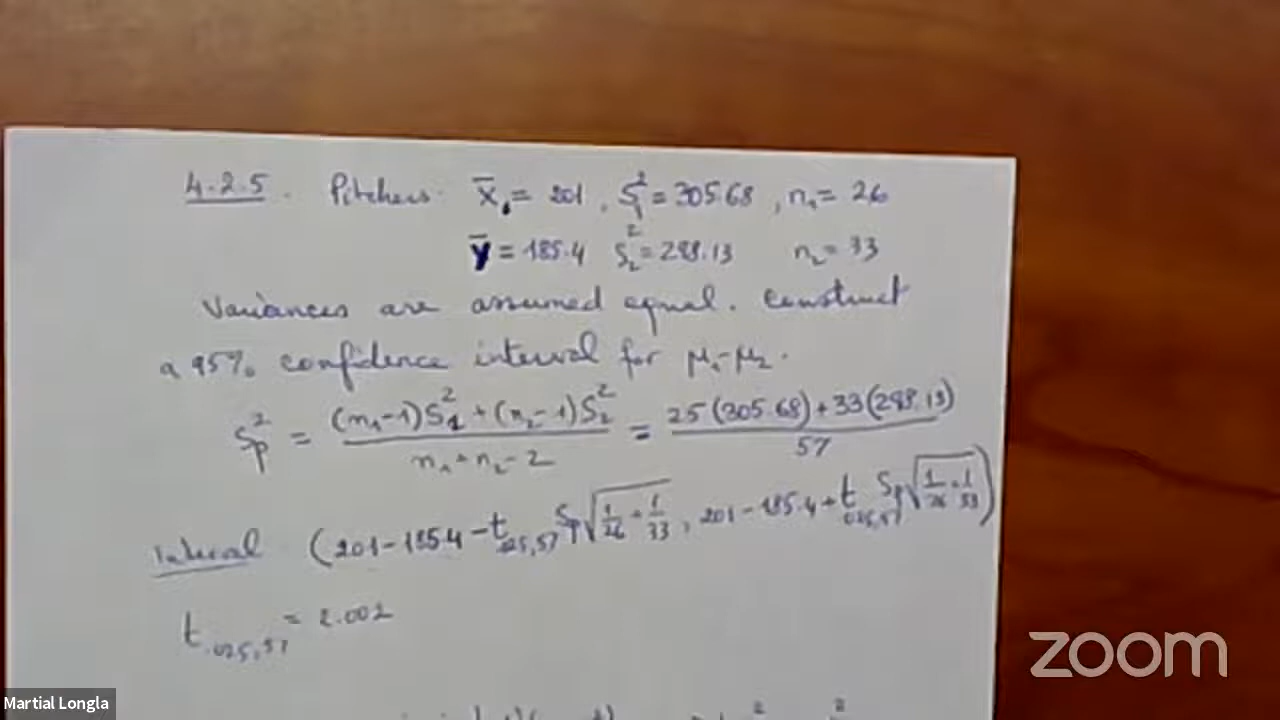 4.2.5. Pitchers. X̄₁ = 201, S₁² = 305.68, n₁ = 26
ȳ = 185.4 S₂² = 298.13 n₂ = 33
Variances are assumed equal. Construct
a 95% confidence interval for μ₁-μ₂.
Sp² = ((n₁-1)S₁² + (n₂-1)S₂²)/(n₁+n₂-2) = (25(305.68)+33(298.13))/57
Interval (201-185.4 - t.025,57 Sp√(1/26 + 1/33), 201-185.4 + t.025,57 Sp√(1/26 + 1/33))
t.025,57 = 2.002
zoom
Martial Longla